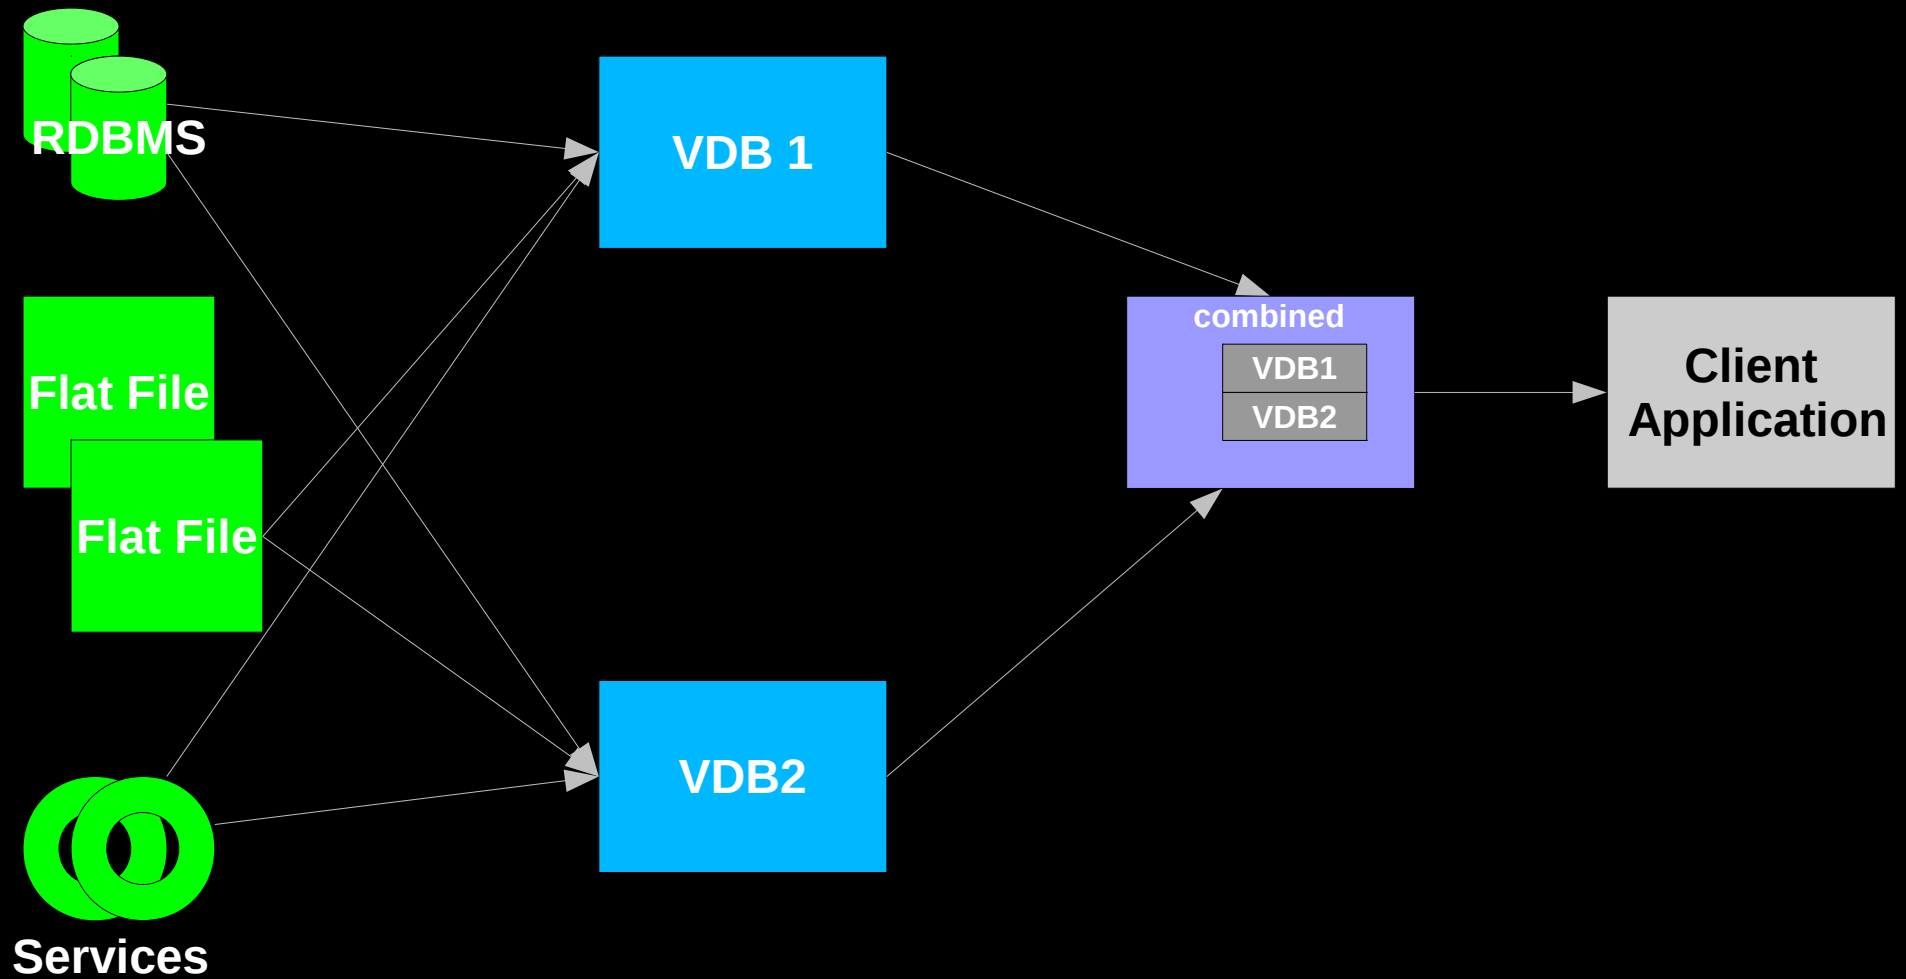 RDBMS
VDB 1
Flat File
Flat File
combined
VDB1
VDB2
Client
Application
VDB2
Services